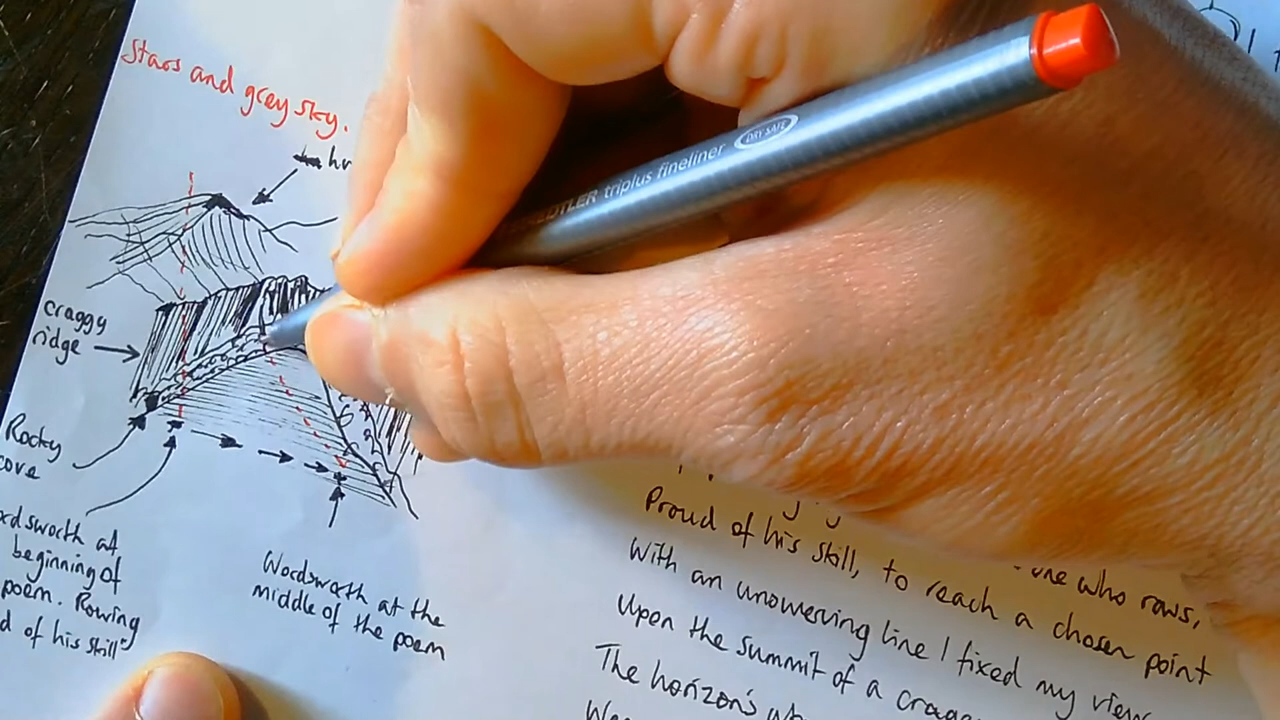 Stars and grey sky.
craggy
ridge
Rocky
cove
at
beginning of
poem. Rowing
of his skill"
Wordsworth at the
middle of the poem
STAEDTLER triplus fineliner
DRY SAFE
who rows,
Proud of his skill, to reach a chosen point
With an unswerving line I fixed my view
Upon the summit of a
The horizon's